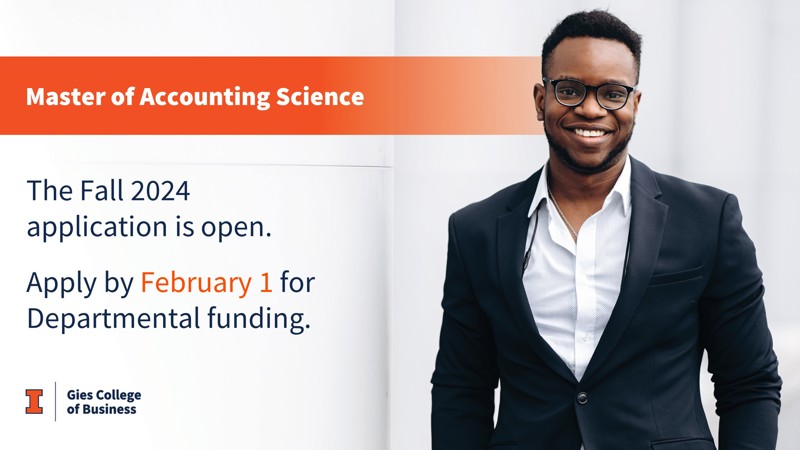 Master of Accounting Science
The Fall 2024
application is open.
Apply by February 1 for
Departmental funding.
I
Gies College
of Business